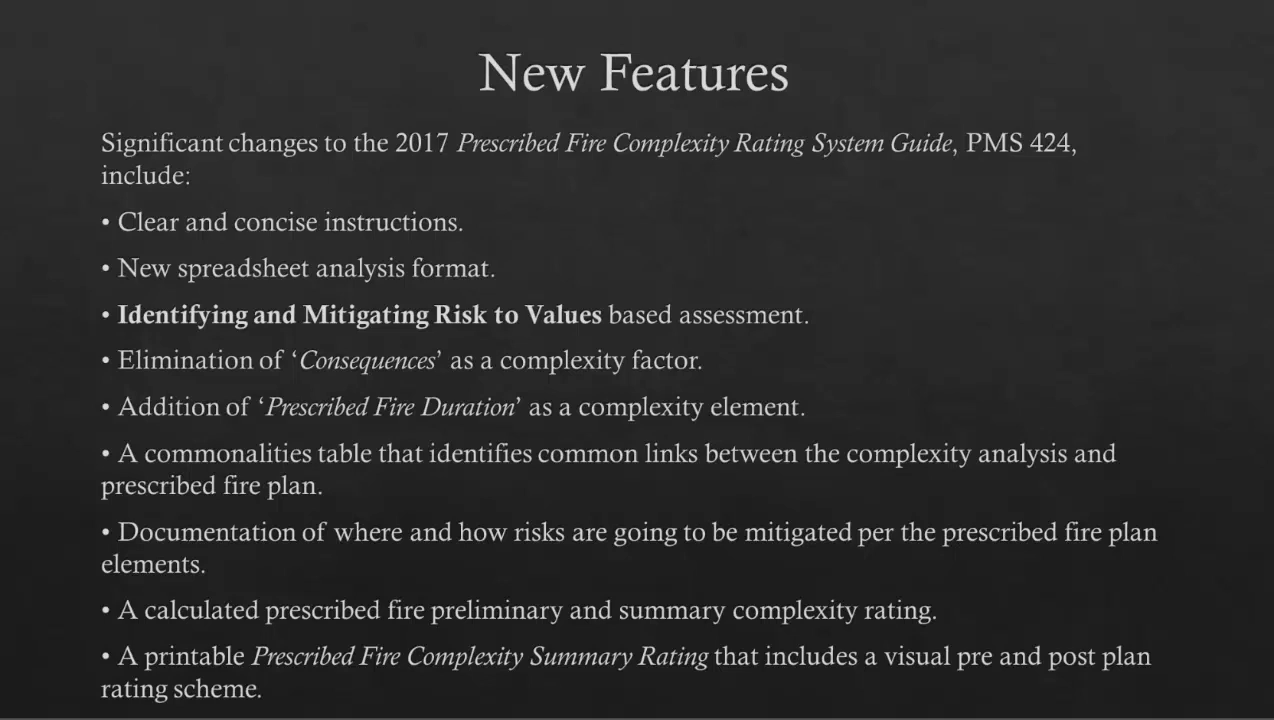 New Features
Significant changes to the 2017 Prescribed Fire Complexity Rating System Guide, PMS 424,
include:
• Clear and concise instructions.
• New spreadsheet analysis format.
• Identifying and Mitigating Risk to Values based assessment.
• Elimination of ‘Consequences’ as a complexity factor.
• Addition of ‘Prescribed Fire Duration’ as a complexity element.
• A commonalities table that identifies common links between the complexity analysis and
prescribed fire plan.
• Documentation of where and how risks are going to be mitigated per the prescribed fire plan
elements.
• A calculated prescribed fire preliminary and summary complexity rating.
• A printable Prescribed Fire Complexity Summary Rating that includes a visual pre and post plan
rating scheme.